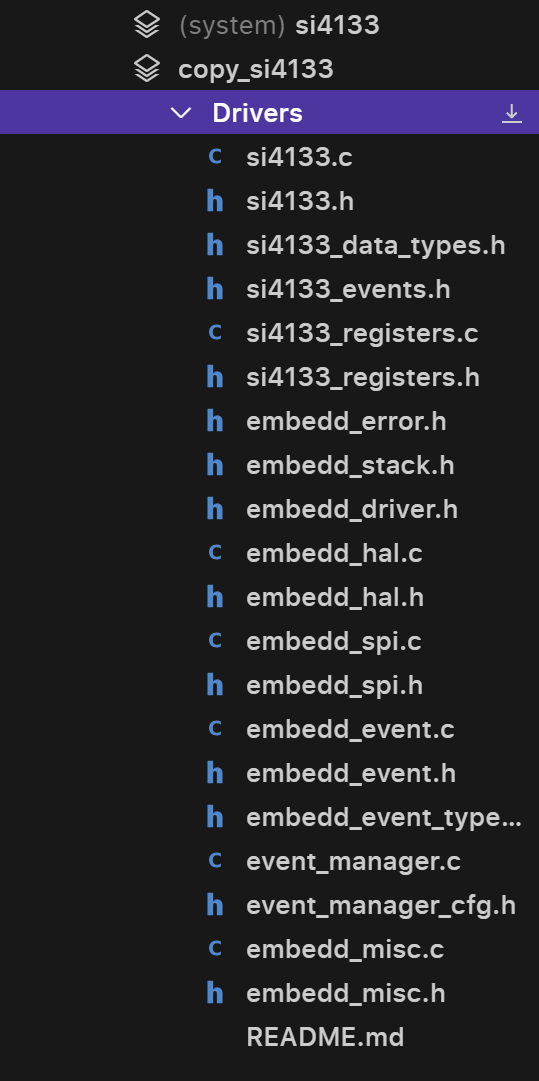 (system) si4133
copy_si4133
Drivers
C si4133.c
h si4133.h
h si4133_data_types.h
h si4133_events.h
C si4133_registers.c
h si4133_registers.h
h embedd_error.h
h embedd_stack.h
h embedd_driver.h
C embedd_hal.c
h embedd_hal.h
C embedd_spi.c
h embedd_spi.h
C embedd_event.c
h embedd_event.h
h embedd_event_type...
C event_manager.c
h event_manager_cfg.h
C embedd_misc.c
h embedd_misc.h
README.md